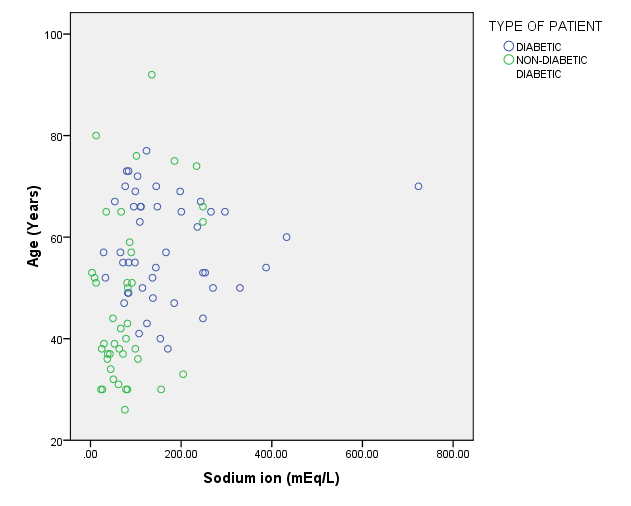 TYPE OF PATIENT
DIABETIC
NON-DIABETIC
DIABETIC
100
80
60
40
20
Age (Years)
.00
200.00
400.00
600.00
800.00
Sodium ion (mEq/L)